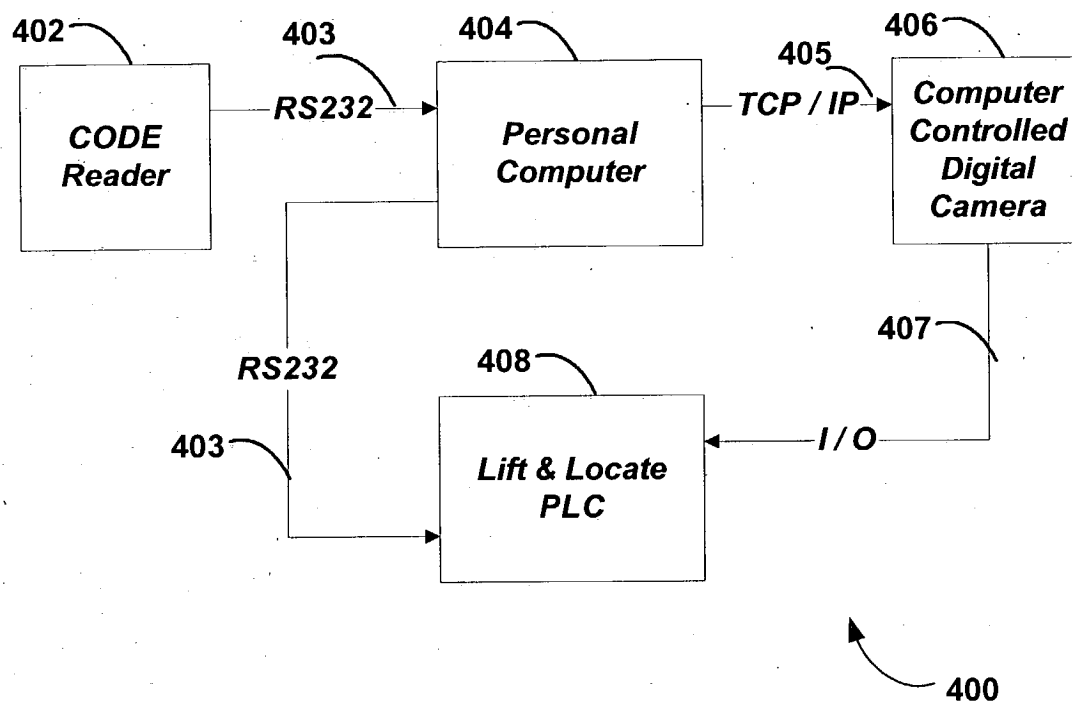 402
403
404
405
406
CODE
Reader
RS232
Personal
Computer
TCP / IP
Computer
Controlled
Digital
Camera
407
RS232
408
403
Lift & Locate
PLC
I / O
400